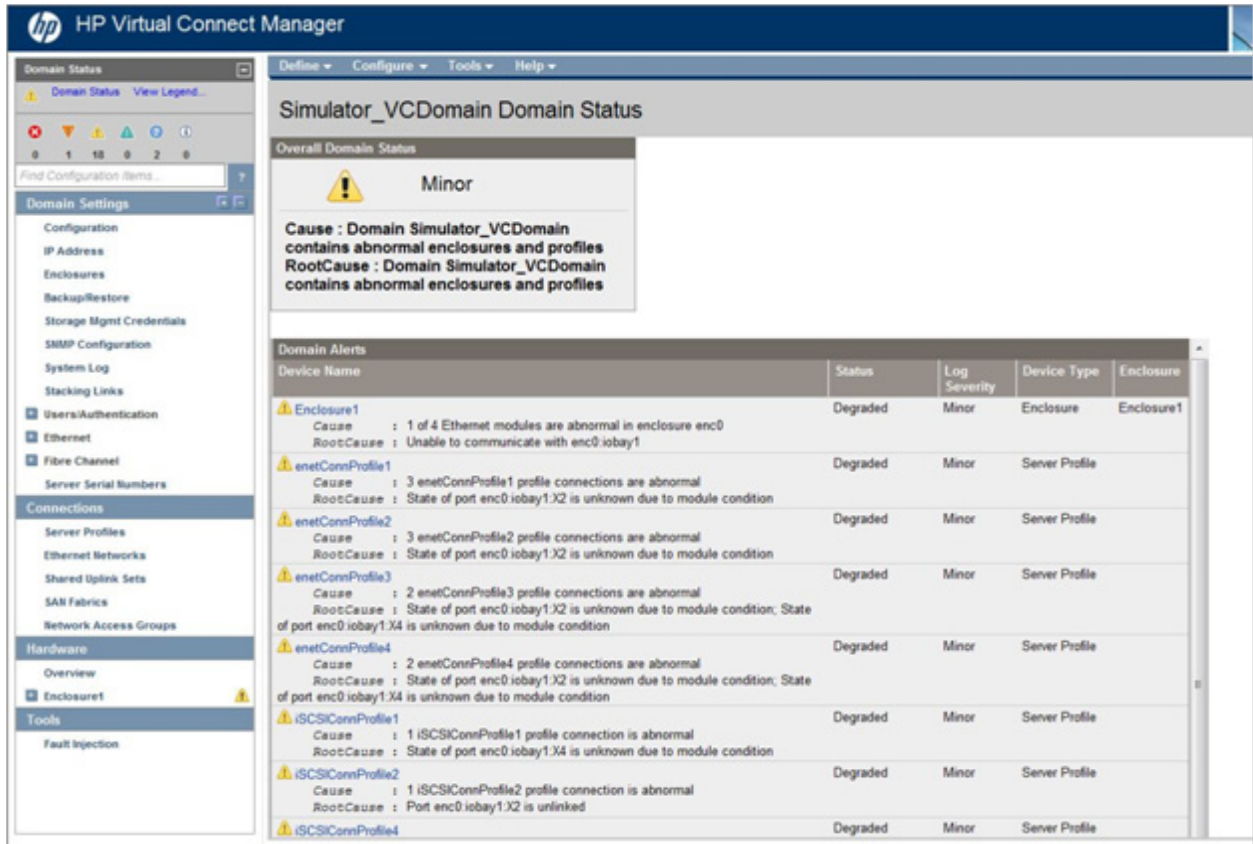 hp HP Virtual Connect Manager
Domain Status
Domain Status View Legend...
0 1 18 0 2 0
Find Configuration Items... ?
Domain Settings
Configuration
IP Address
Enclosures
Backup/Restore
Storage Mgmt Credentials
SNMP Configuration
System Log
Stacking Links
Users/Authentication
Ethernet
Fibre Channel
Server Serial Numbers
Connections
Server Profiles
Ethernet Networks
Shared Uplink Sets
SAN Fabrics
Network Access Groups
Hardware
Overview
Enclosure1
Tools
Fault Injection
Define Configure Tools Help
Simulator_VCDomain Domain Status
Overall Domain Status
Minor
Cause : Domain Simulator_VCDomain
contains abnormal enclosures and profiles
RootCause : Domain Simulator_VCDomain
contains abnormal enclosures and profiles
Domain Alerts
Device Name Status Log Severity Device Type Enclosure
Enclosure1 Degraded Minor Enclosure Enclosure1
Cause : 1 of 4 Ethernet modules are abnormal in enclosure enc0
RootCause : Unable to communicate with enc0:iobay1
enetConnProfile1 Degraded Minor Server Profile
Cause : 3 enetConnProfile1 profile connections are abnormal
RootCause : State of port enc0:iobay1:X2 is unknown due to module condition
enetConnProfile2 Degraded Minor Server Profile
Cause : 3 enetConnProfile2 profile connections are abnormal
RootCause : State of port enc0:iobay1:X2 is unknown due to module condition
enetConnProfile3 Degraded Minor Server Profile
Cause : 2 enetConnProfile3 profile connections are abnormal
RootCause : State of port enc0:iobay1:X2 is unknown due to module condition; State
of port enc0:iobay1:X4 is unknown due to module condition
enetConnProfile4 Degraded Minor Server Profile
Cause : 2 enetConnProfile4 profile connections are abnormal
RootCause : State of port enc0:iobay1:X2 is unknown due to module condition; State
of port enc0:iobay1:X4 is unknown due to module condition
iSCSIConnProfile1 Degraded Minor Server Profile
Cause : 1 iSCSIConnProfile1 profile connection is abnormal
RootCause : State of port enc0:iobay1:X4 is unknown due to module condition
iSCSIConnProfile2 Degraded Minor Server Profile
Cause : 1 iSCSIConnProfile2 profile connection is abnormal
RootCause : Port enc0:iobay1:X2 is unlinked
iSCSIConnProfile4 Degraded Minor Server Profile